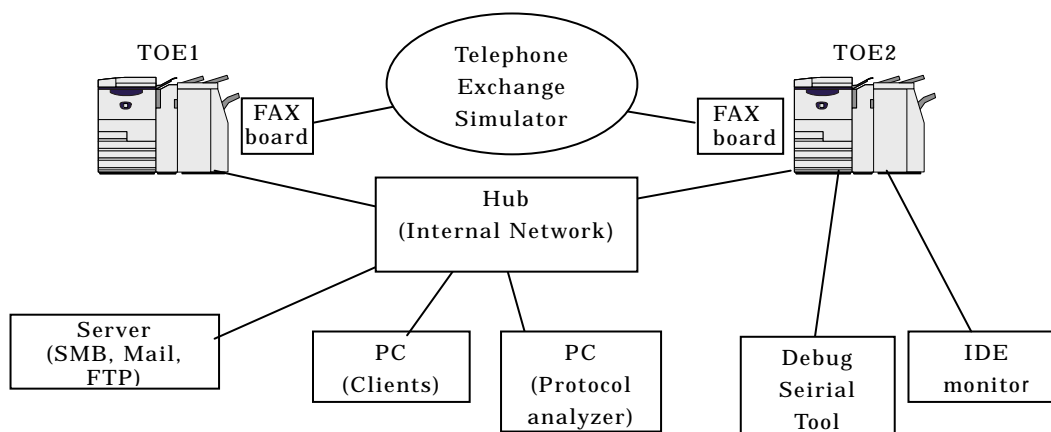 TOE1
Telephone
Exchange
Simulator
TOE2
FAX
board
FAX
board
Hub
(Internal Network)
Server
(SMB, Mail,
FTP)
PC
(Clients)
PC
(Protocol
analyzer)
Debug
Seirial
Tool
IDE
monitor